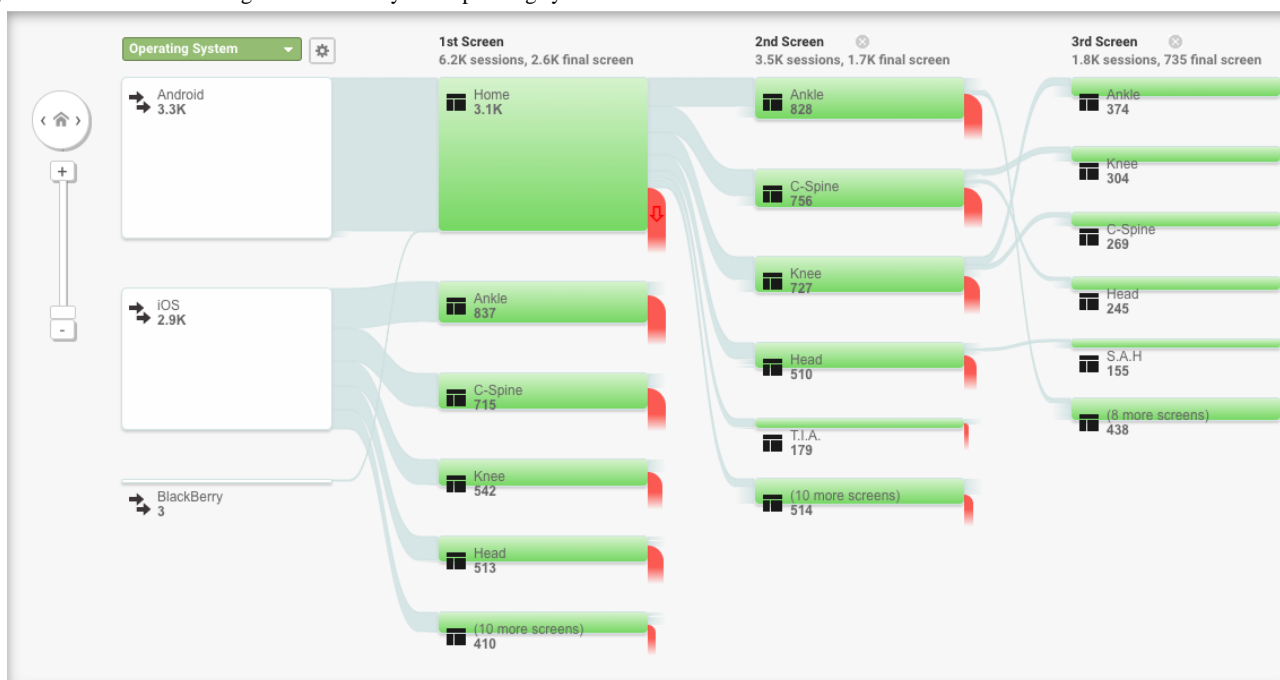 Operating System
Android
3.3K
iOS
2.9K
BlackBerry
3
+
-
1st Screen
6.2K sessions, 2.6K final screen
Home
3.1K
Ankle
837
C-Spine
715
Knee
542
Head
513
(10 more screens)
410
2nd Screen
3.5K sessions, 1.7K final screen
Ankle
828
C-Spine
756
Knee
727
Head
510
T.I.A.
179
(10 more screens)
514
3rd Screen
1.8K sessions, 735 final screen
Ankle
374
Knee
304
C-Spine
269
Head
245
S.A.H
155
(8 more screens)
438